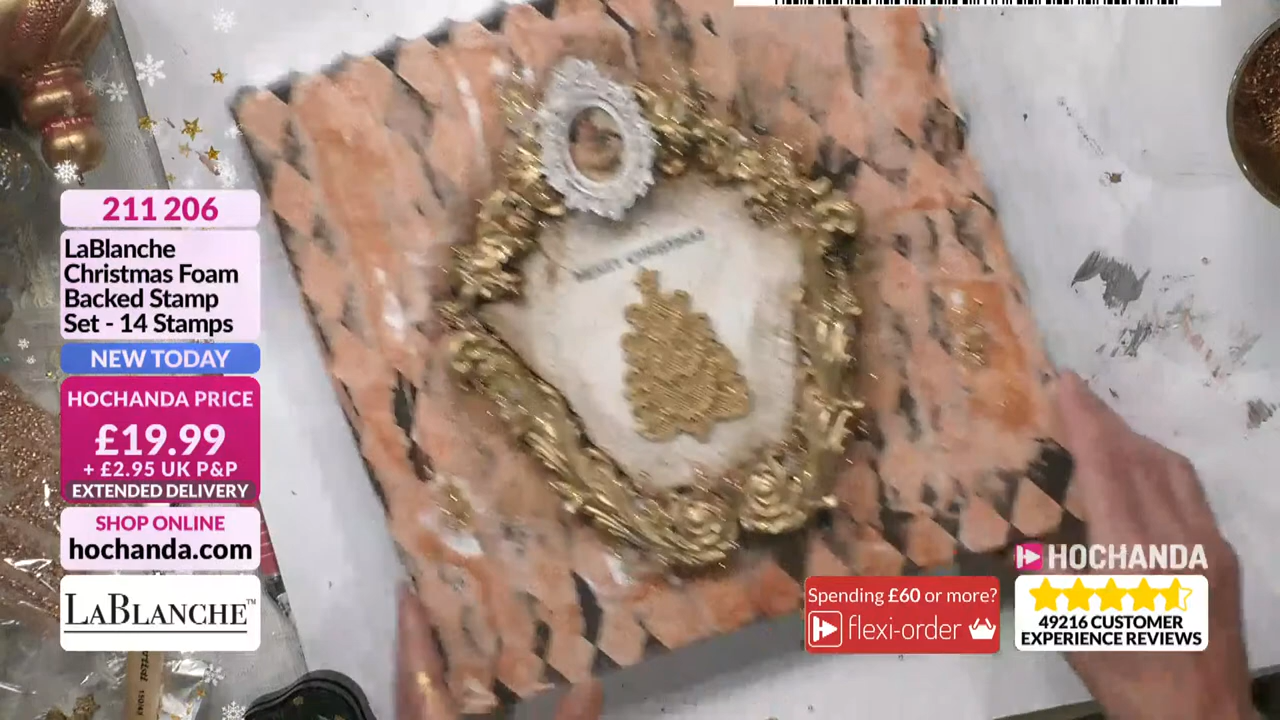 211 206
LaBlanche
Christmas Foam
Backed Stamp
Set - 14 Stamps
NEW TODAY
HOCHANDA PRICE
£19.99
+ £2.95 UK P&P
EXTENDED DELIVERY
SHOP ONLINE
hochanda.com
LABLANCHE™
MERRY CHRISTMAS
HOCHANDA
Spending £60 or more?
flexi-order
49216 CUSTOMER
EXPERIENCE REVIEWS